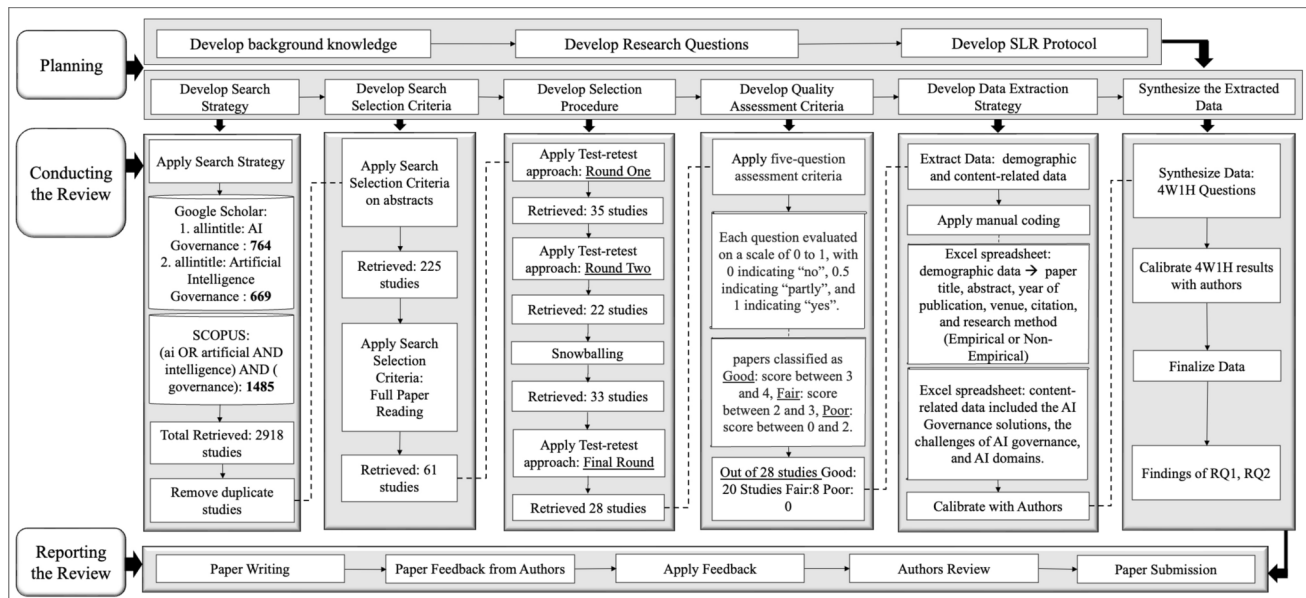 Planning
Develop background knowledge
Develop Research Questions
Develop SLR Protocol
Develop Search
Strategy
Develop Search
Selection Criteria
Develop Selection
Procedure
Develop Quality
Assessment Criteria
Develop Data Extraction
Strategy
Synthesize the Extracted
Data
Conducting
the Review
Apply Search Strategy
Google Scholar:
1. allintitle: AI
Governance : 764
2. allintitle: Artificial
Intelligence
Governance : 669
SCOPUS:
(ai OR artificial AND
intelligence) AND (
governance): 1485
Total Retrieved: 2918
studies
Remove duplicate
studies
Apply Search
Selection Criteria
on abstracts
Retrieved: 225
studies
Apply Search
Selection
Criteria:
Full Paper
Reading
Retrieved: 61
studies
Apply Test-retest
approach: Round One
Retrieved: 35 studies
Apply Test-retest
approach: Round Two
Retrieved: 22 studies
Snowballing
Retrieved: 33 studies
Apply Test-retest
approach: Final Round
Retrieved 28 studies
Apply five-question
assessment criteria
Each question evaluated
on a scale of 0 to 1, with
0 indicating “no”, 0.5
indicating “partly”, and
1 indicating “yes”.
papers classified as
Good: score between 3
and 4, Fair: score
between 2 and 3, Poor:
score between 0 and 2.
Out of 28 studies Good:
20 Studies Fair:8 Poor:
0
Extract Data: demographic
and content-related data
Apply manual coding
Excel spreadsheet:
demographic data → paper
title, abstract, year of
publication, venue, citation,
and research method
(Empirical or Non-
Empirical)
Excel spreadsheet: content-
related data included the AI
Governance solutions, the
challenges of AI governance,
and AI domains.
Calibrate with Authors
Synthesize Data:
4W1H Questions
Calibrate 4W1H results
with authors
Finalize Data
Findings of RQ1, RQ2
Reporting
the Review
Paper Writing
Paper Feedback from Authors
Apply Feedback
Authors Review
Paper Submission